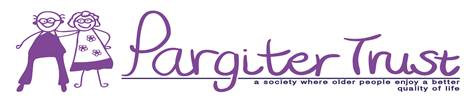 Pargiter Trust
a society where older people enjoy a better
quality of life